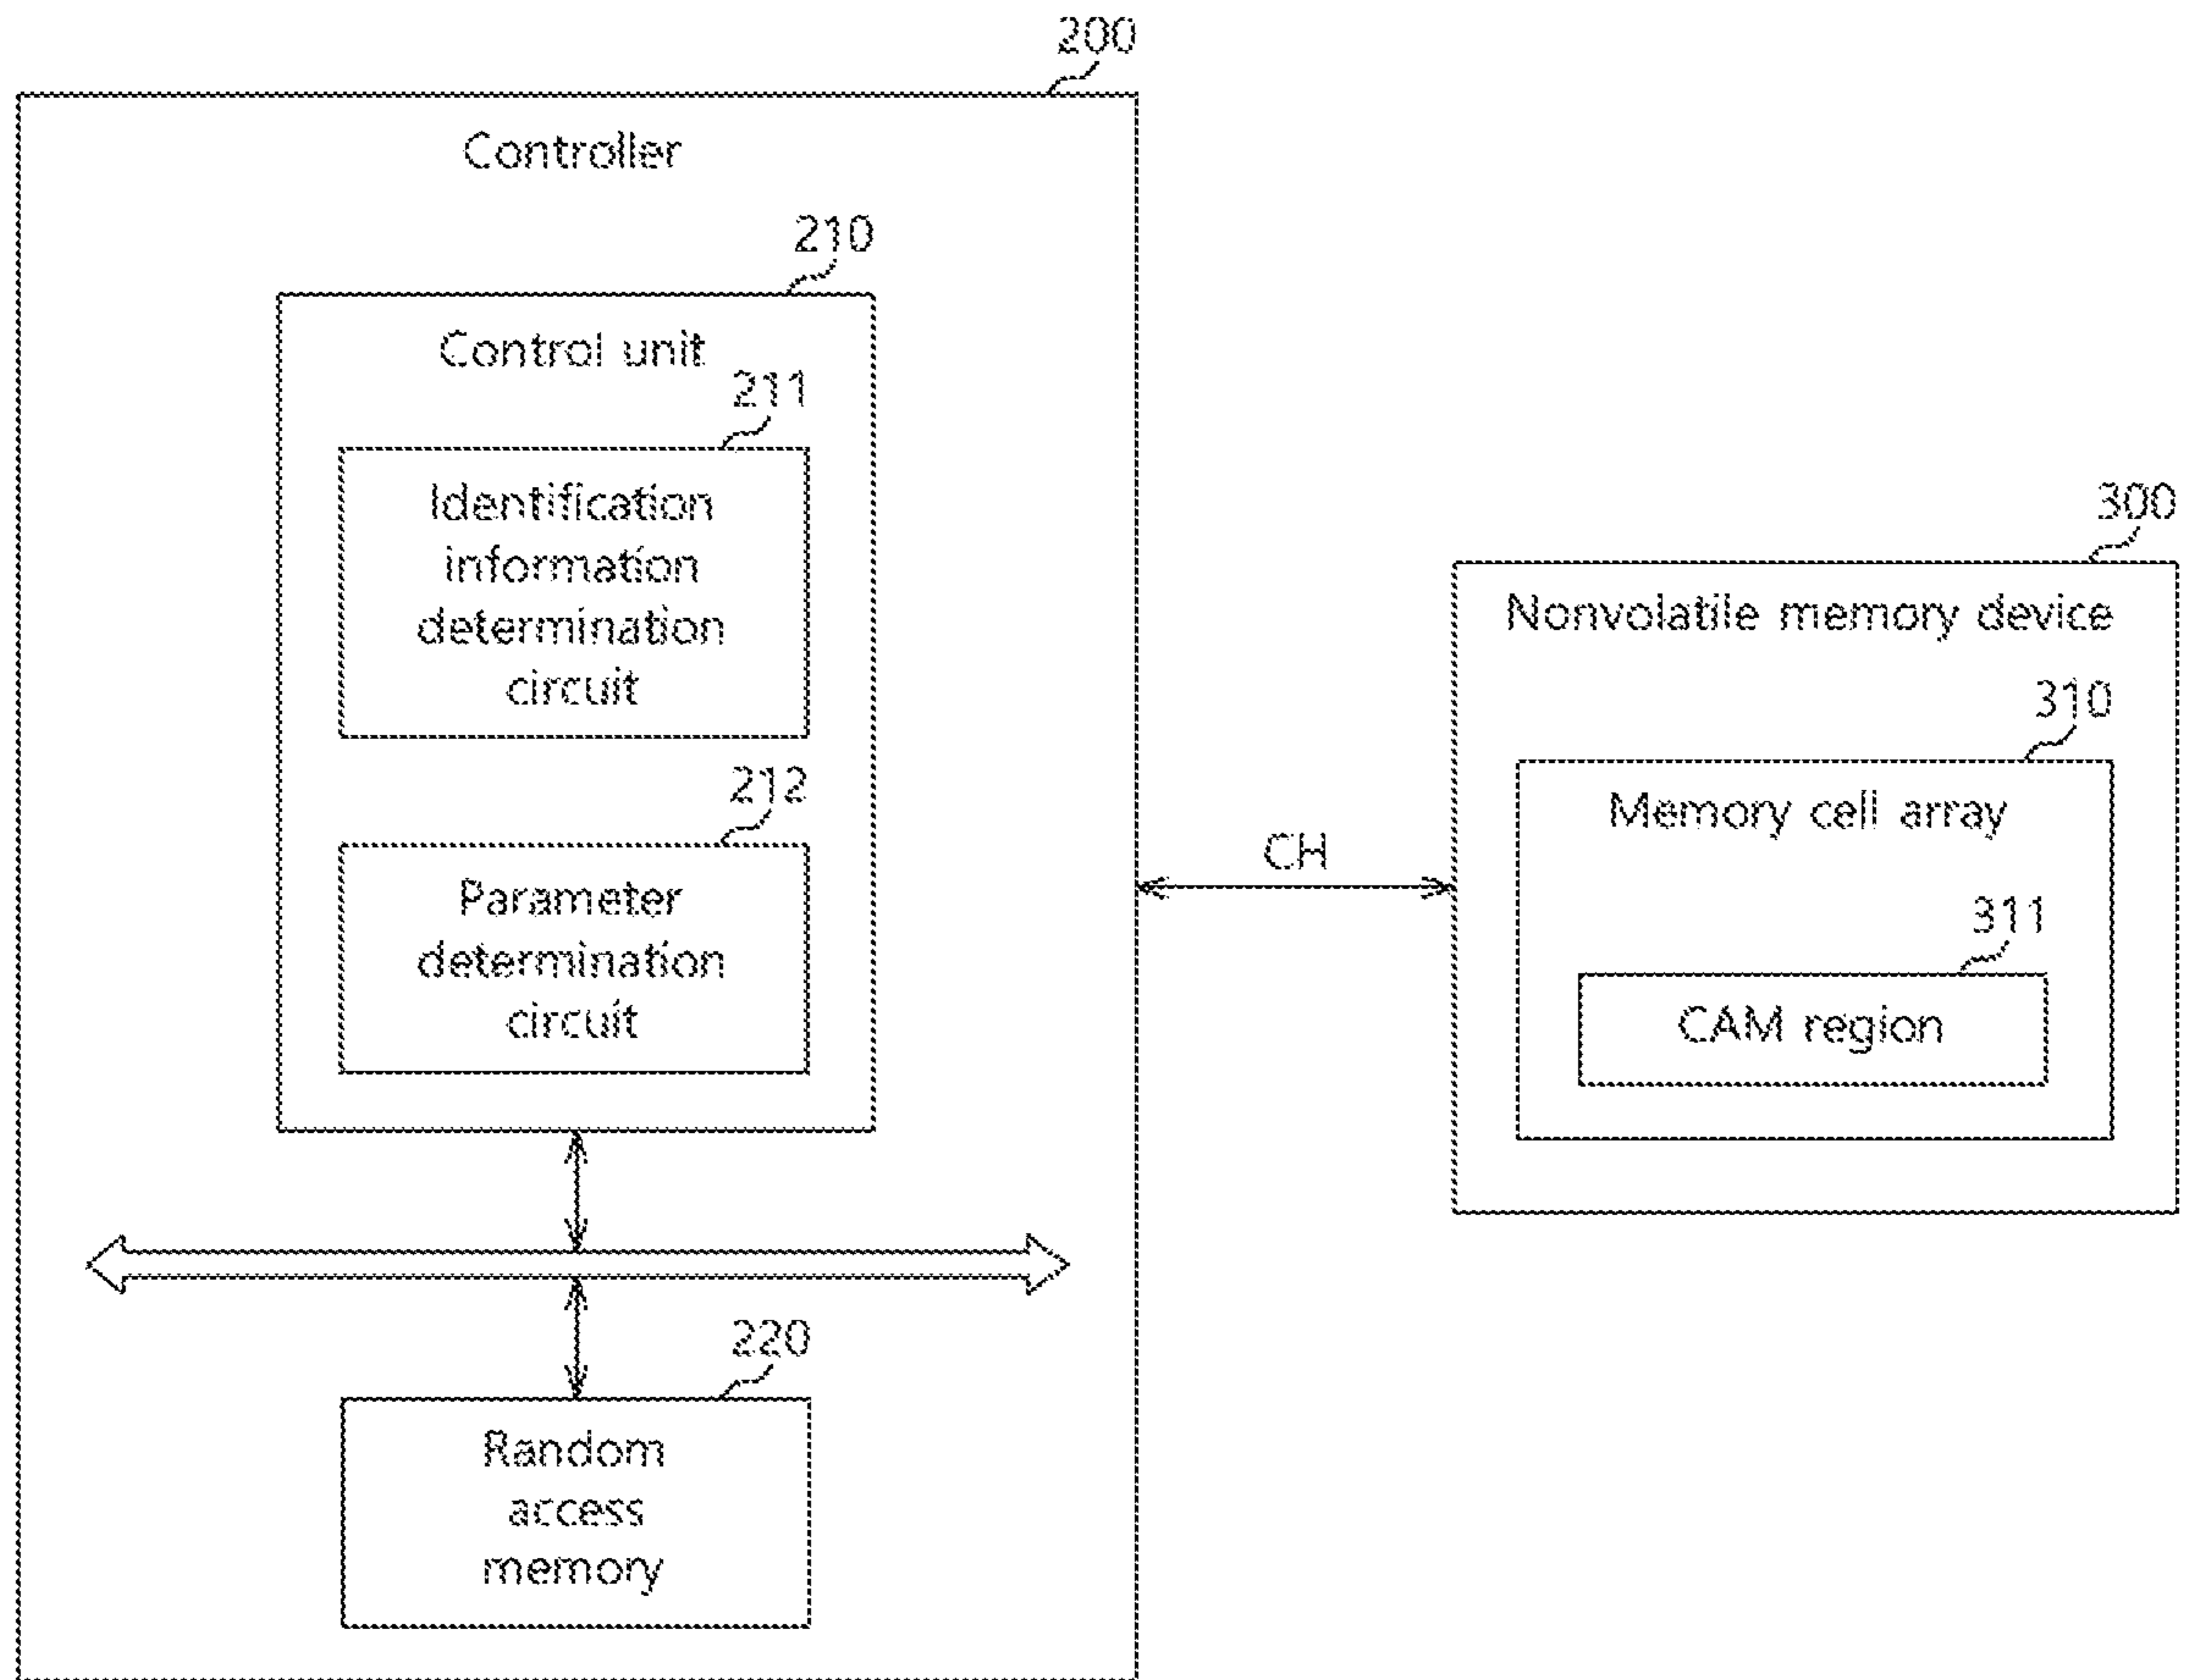 200
Controller
210
Control unit
211
Identification
information
determination
circuit
212
Parameter
determination
circuit
220
Random
access
memory
CH
300
Nonvolatile memory device
310
Memory cell array
311
CAM region